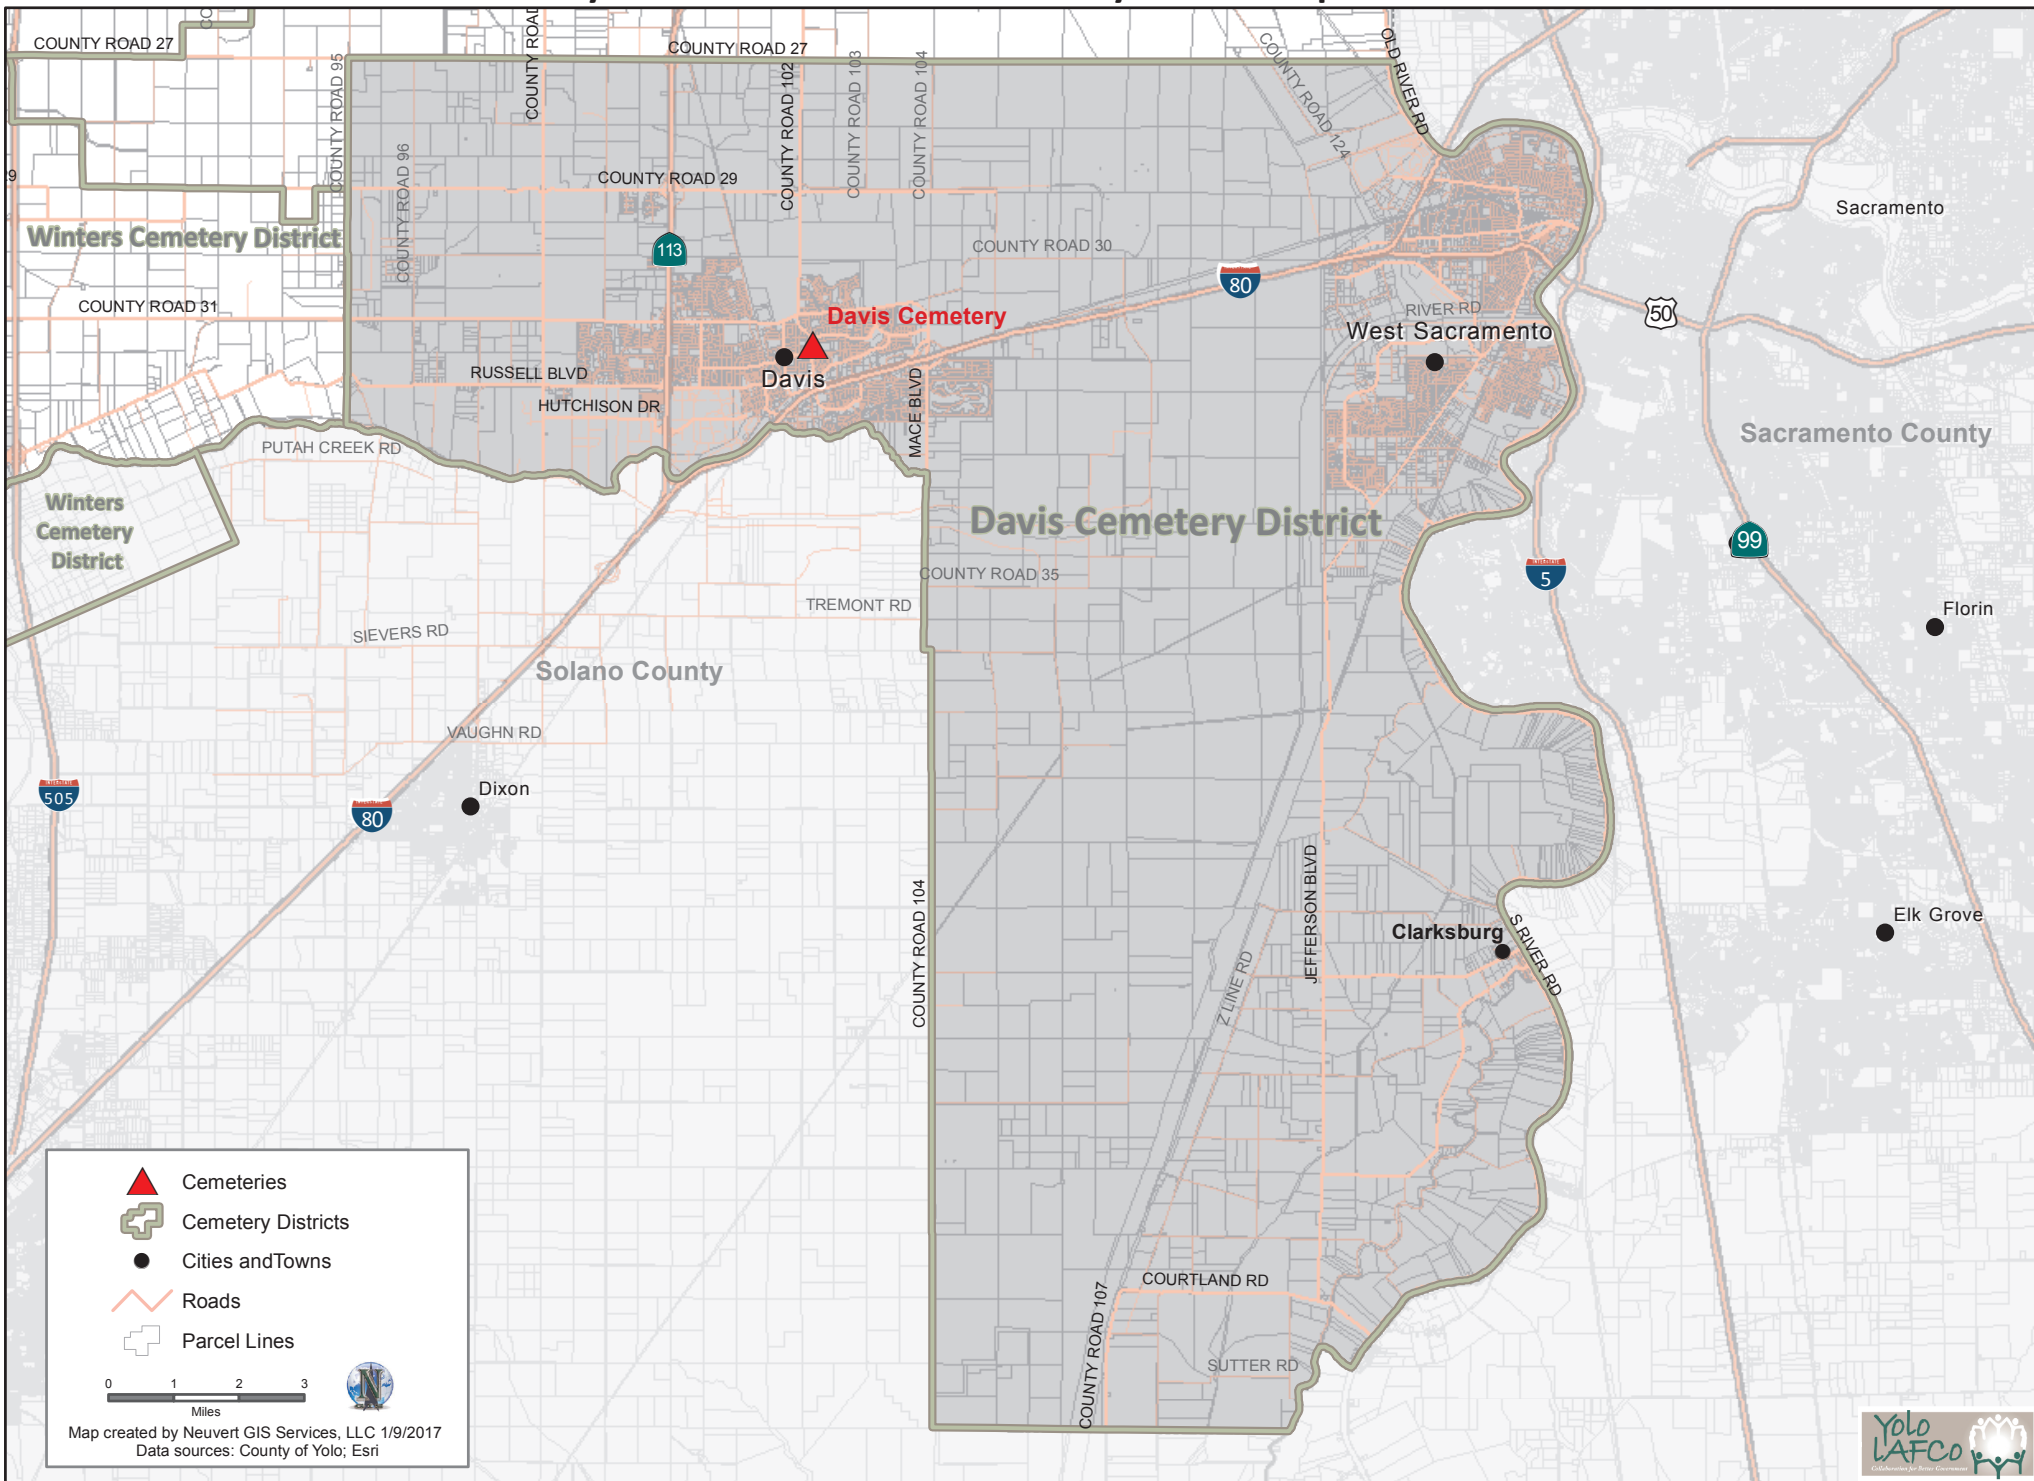 COUNTY ROAD 27
COUNTY ROAD 27
COUNTY ROAD 95
COUNTY ROAD
COUNTY ROAD 102
COUNTY ROAD 103
COUNTY ROAD 104
COUNTY ROAD 124
OLD RIVER RD
COUNTY ROAD 96
COUNTY ROAD 29
Sacramento
Winters Cemetery District
113
COUNTY ROAD 30
80
COUNTY ROAD 31
Davis Cemetery
RIVER RD
50
West Sacramento
RUSSELL BLVD
Davis
HUTCHISON DR
MACE BLVD
PUTAH CREEK RD
Sacramento County
Winters
Cemetery
District
Davis Cemetery District
99
COUNTY ROAD 35
5
TREMONT RD
Florin
SIEVERS RD
Solano County
VAUGHN RD
Dixon
505
80
JEFFERSON BLVD
COUNTY ROAD 104
Clarksburg
S RIVER RD
Elk Grove
Z LINE RD
COURTLAND RD
COUNTY ROAD 107
SUTTER RD
Cemeteries
Cemetery Districts
Cities andTowns
Roads
Parcel Lines
0 1 2 3
Miles
N
Map created by Neuvert GIS Services, LLC 1/9/2017
Data sources: County of Yolo; Esri
Yolo
LAFCo
Collaboration for Better Government